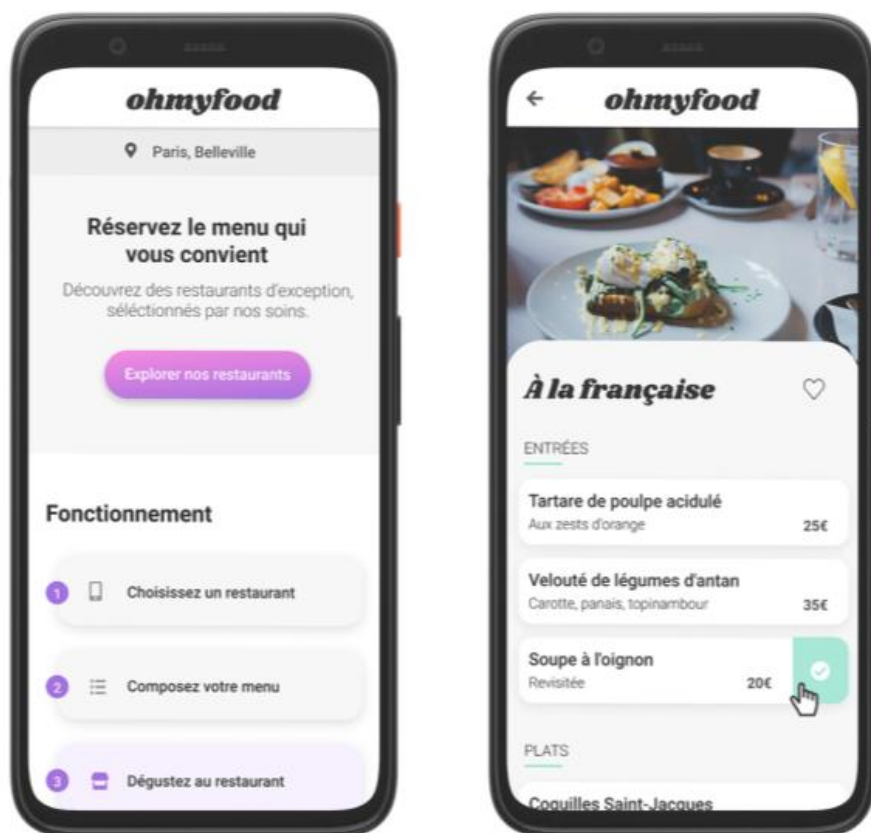 ohmyfood
Paris, Belleville
Réservez le menu qui
vous convient
Découvrez des restaurants d'exception,
séléctionnés par nos soins.
Explorer nos restaurants
Fonctionnement
1 Choisissez un restaurant
2 Composez votre menu
3 Dégustez au restaurant
ohmyfood
À la française
ENTRÉES
Tartare de poulpe acidulé
Aux zests d'orange 25€
Velouté de légumes d'antan
Carotte, panais, topinambour 35€
Soupe à l'oignon
Revisitée 20€
PLATS
Coquilles Saint-Jacques